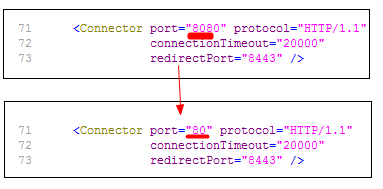 71 <Connector port="8080" protocol="HTTP/1.1"
72 connectionTimeout="20000"
73 redirectPort="8443" />
71 <Connector port="80" protocol="HTTP/1.1"
72 connectionTimeout="20000"
73 redirectPort="8443" />